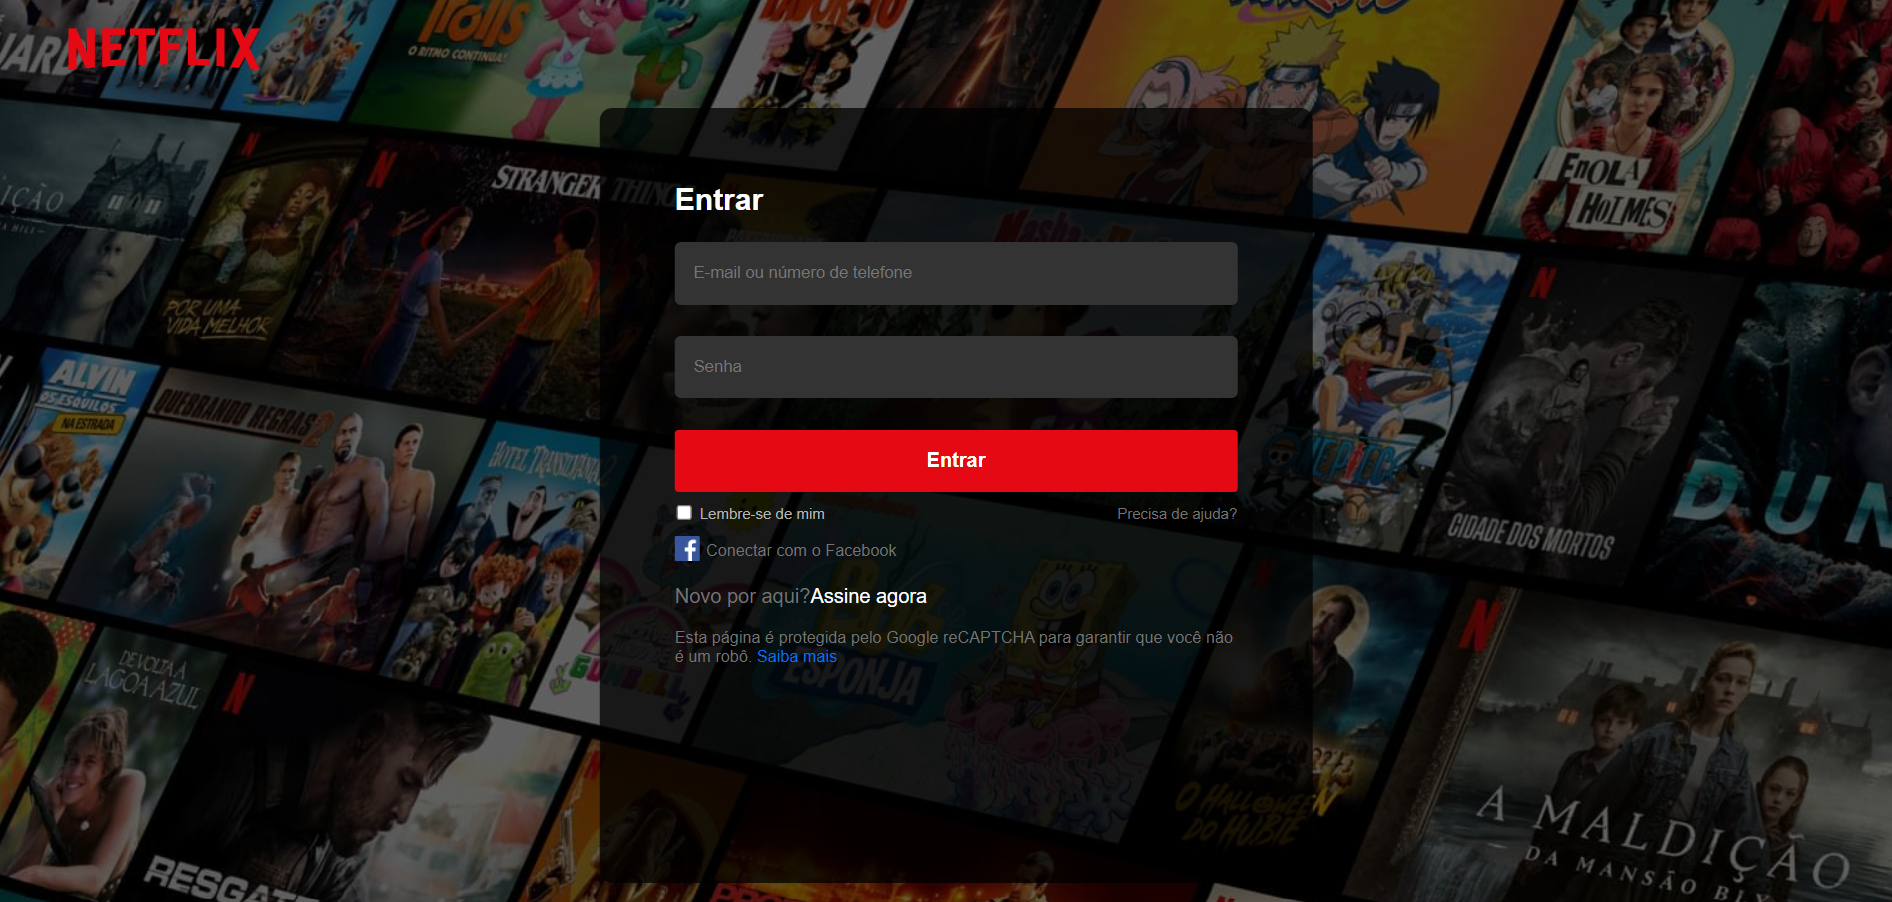 NETFLIX
Trolls
O RITMO CONTINUA!
ENOLA
HOLMES
STRANGER THINGS
POR UMA
VIDA MELHOR
ALVIN
E
OS ESQUILOS
NA ESTRADA
QUEBRANDO REGRAS 2
HOTEL TRANSILVÂNIA 2
ONE PIECE
CIDADE DOS MORTOS
DUN
Entrar
E-mail ou número de telefone
Senha
Entrar
Lembre-se de mim
Precisa de ajuda?
Conectar com o Facebook
Novo por aqui?Assine agora
Esta página é protegida pelo Google reCAPTCHA para garantir que você não
é um robô. Saiba mais
BOB
ESPONJA
GUMBALL
DE VOLTA À
LAGOA AZUL
RESGATE
O HALLOWEEN
DO HUBIE
A MALDIÇÃO
DA MANSÃO BLY